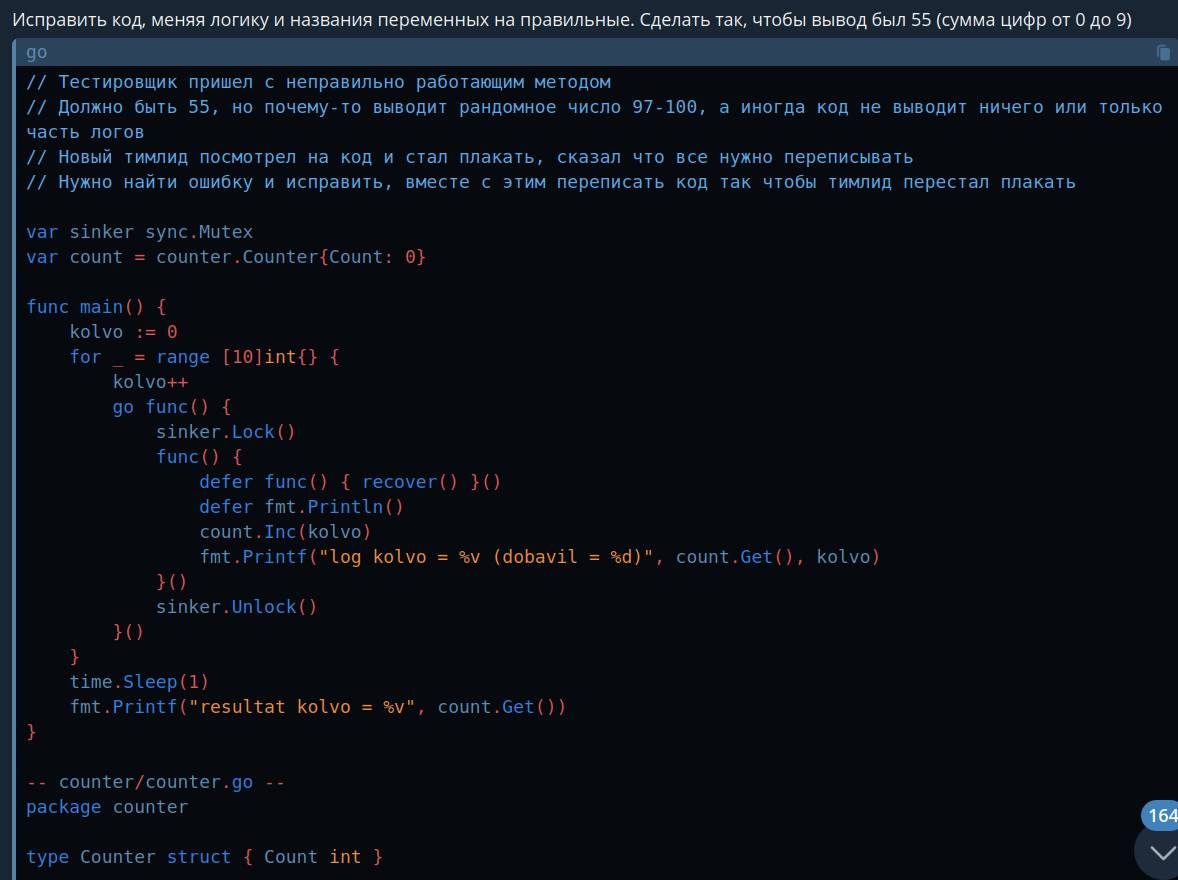 Исправить код, меняя логику и названия переменных на правильные. Сделать так, чтобы вывод был 55 (сумма цифр от 0 до 9)
go
// Тестировщик пришел с неправильно работающим методом
// Должно быть 55, но почему-то выводит рандомное число 97-100, а иногда код не выводит ничего или только
часть логов
// Новый тимлид посмотрел на код и стал плакать, сказал что все нужно переписывать
// Нужно найти ошибку и исправить, вместе с этим переписать код так чтобы тимлид перестал плакать
var sinker sync.Mutex
var count = counter.Counter{Count: 0}
func main() {
    kolvo := 0
    for _ = range [10]int{} {
        kolvo++
        go func() {
            sinker.Lock()
            func() {
                defer func() { recover() }()
                defer fmt.Println()
                count.Inc(kolvo)
                fmt.Printf("log kolvo = %v (dobavil = %d)", count.Get(), kolvo)
            }()
            sinker.Unlock()
        }()
    }
    time.Sleep(1)
    fmt.Printf("resultat kolvo = %v", count.Get())
}
-- counter/counter.go --
package counter
164
type Counter struct { Count int }